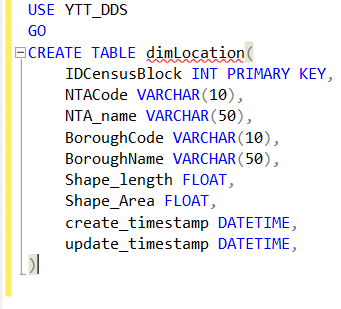 USE YTT_DDS
GO
CREATE TABLE dimLocation(
IDCensusBlock INT PRIMARY KEY,
NTACode VARCHAR(10),
NTA_name VARCHAR(50),
BoroughCode VARCHAR(10),
BoroughName VARCHAR(50),
Shape_length FLOAT,
Shape_Area FLOAT,
create_timestamp DATETIME,
update_timestamp DATETIME,
)